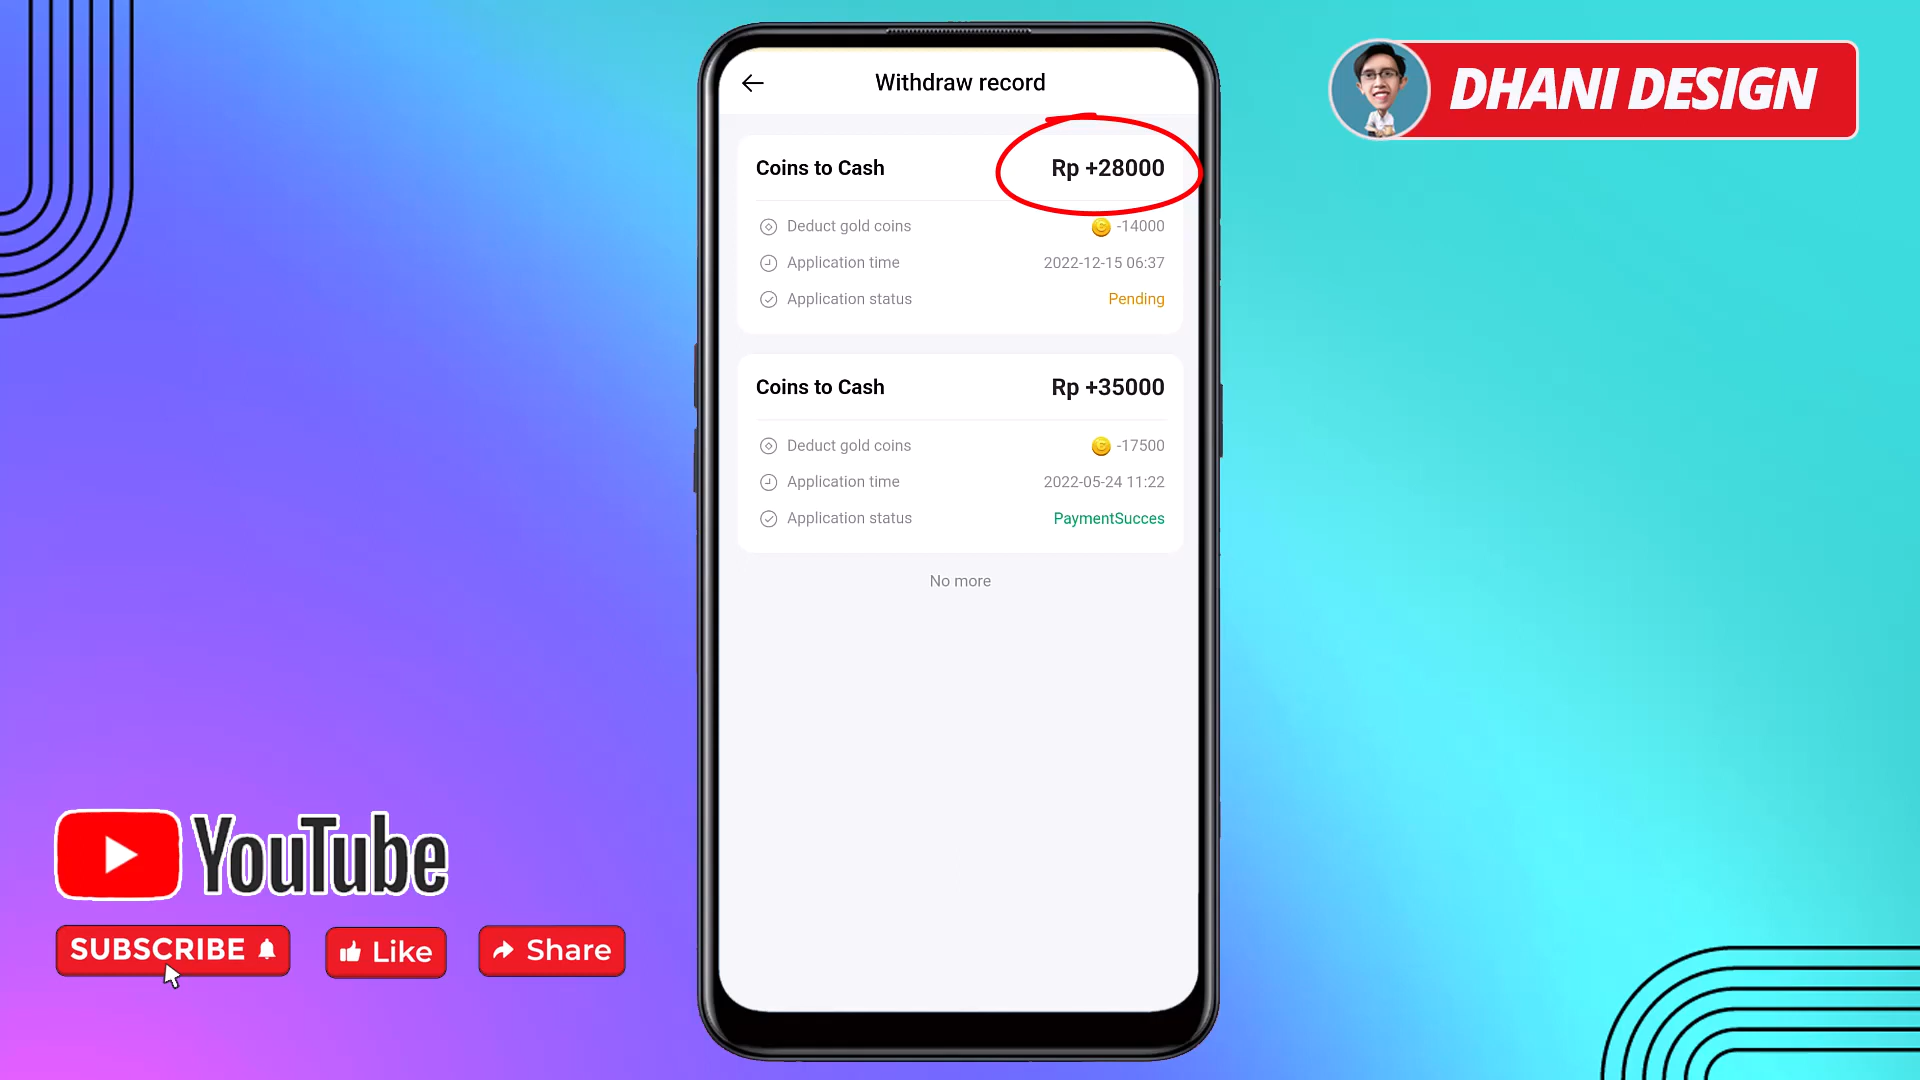 Withdraw record
DHANI DESIGN
Coins to Cash Rp +28000
Deduct gold coins -14000
Application time 2022-12-15 06:37
Application status Pending
Coins to Cash Rp +35000
Deduct gold coins -17500
Application time 2022-05-24 11:22
Application status PaymentSucces
No more
YouTube
SUBSCRIBE Like Share